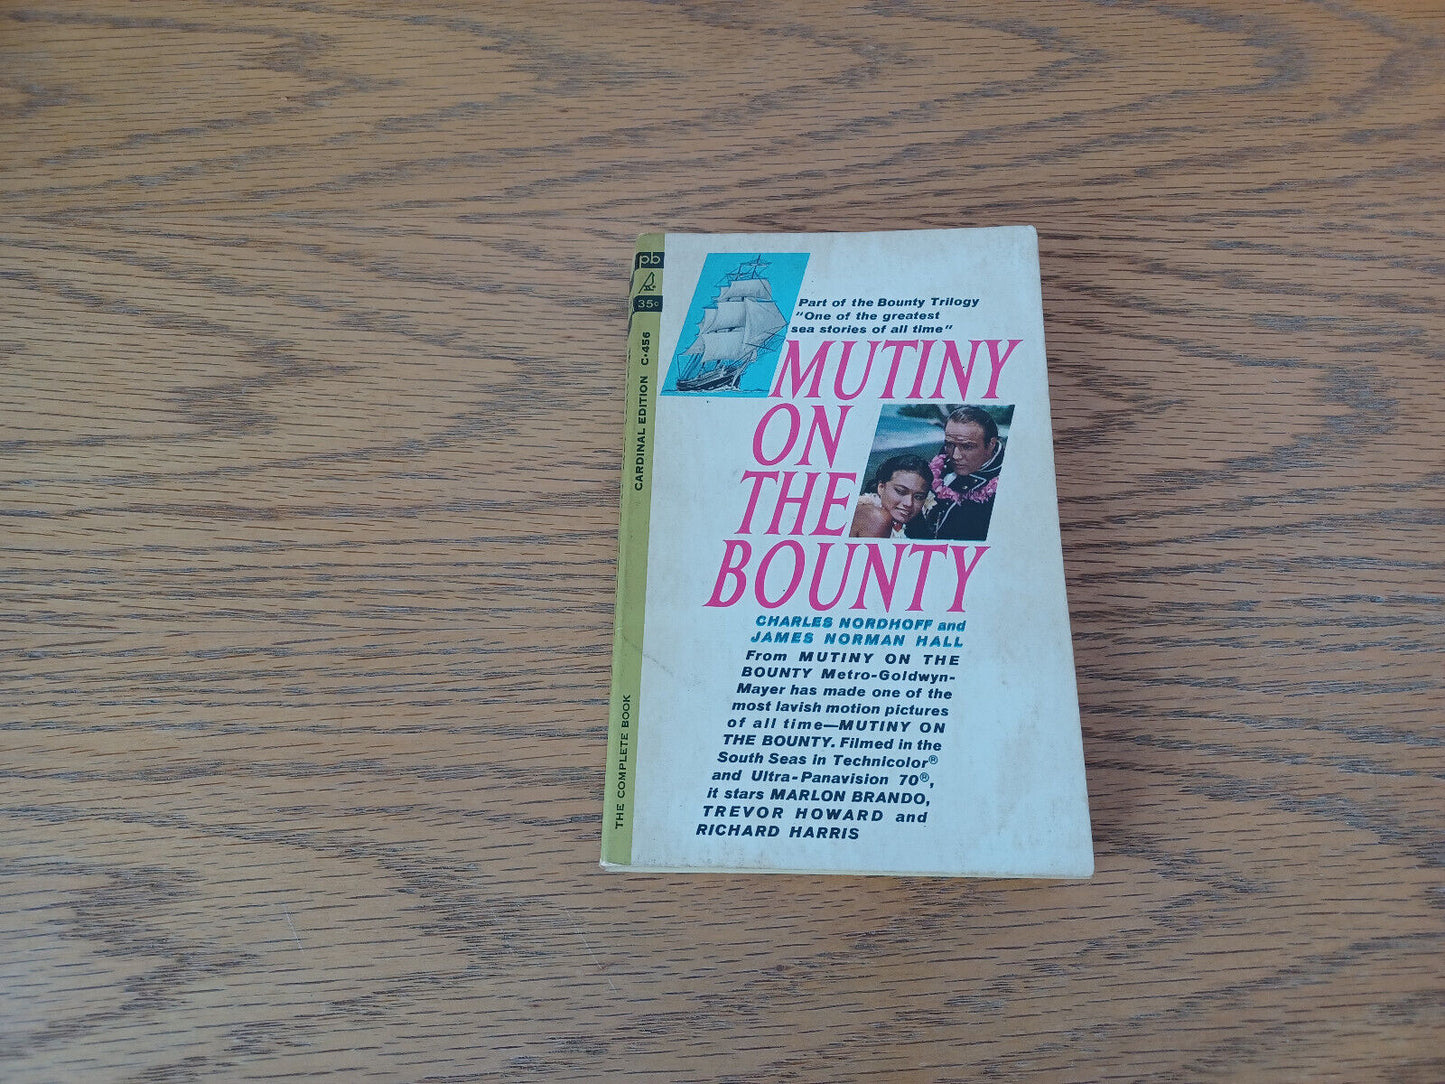 pb
35¢
CARDINAL EDITION C·456
THE COMPLETE BOOK
Part of the Bounty Trilogy
"One of the greatest
sea stories of all time"
MUTINY
ON
THE
BOUNTY
CHARLES NORDHOFF and
JAMES NORMAN HALL
From MUTINY ON THE
BOUNTY Metro-Goldwyn-
Mayer has made one of the
most lavish motion pictures
of all time—MUTINY ON
THE BOUNTY. Filmed in the
South Seas in Technicolor®
and Ultra-Panavision 70®,
it stars MARLON BRANDO,
TREVOR HOWARD and
RICHARD HARRIS